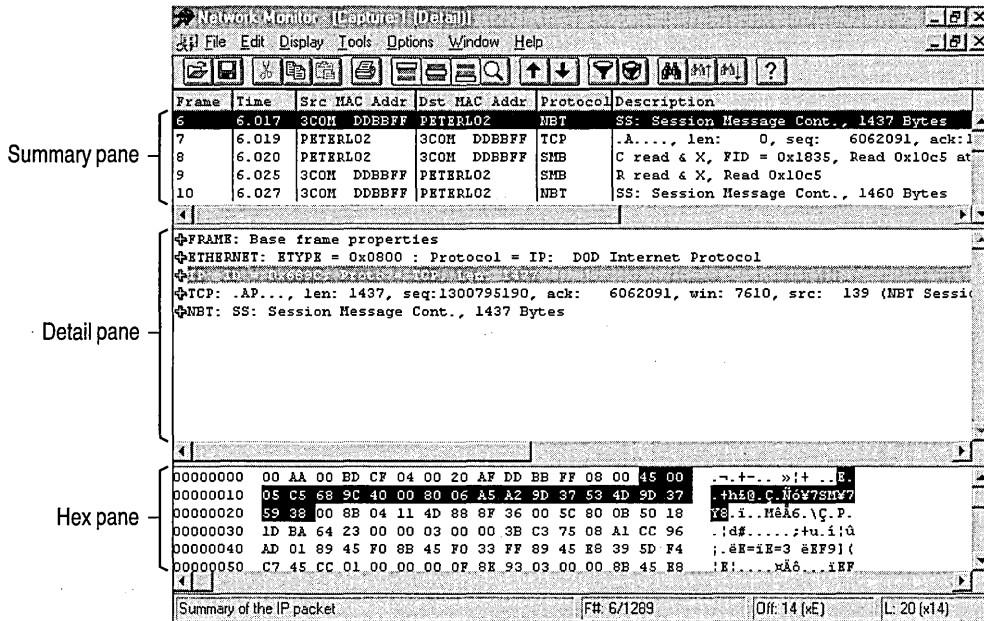 Network Monitor - [Capture:1 (Detail)]
File Edit Display Tools Options Window Help
Frame Time Src MAC Addr Dst MAC Addr Protocol Description
6 6.017 3COM DDBBFF PETERLO2 NBT SS: Session Message Cont., 1437 Bytes
7 6.019 PETERLO2 3COM DDBBFF TCP .A...., len: 0, seq: 6062091, ack:1
8 6.020 PETERLO2 3COM DDBBFF SMB C read & X, FID = 0x1835, Read 0x10c5 at
9 6.025 3COM DDBBFF PETERLO2 SMB R read & X, Read 0x10c5
10 6.027 3COM DDBBFF PETERLO2 NBT SS: Session Message Cont., 1460 Bytes
Summary pane
FRAME: Base frame properties
ETHERNET: ETYPE = 0x0800 : Protocol = IP: DOD Internet Protocol
IP: ID = Proto = TCP; Len:
TCP: .AP..., len: 1437, seq:1300795190, ack: 6062091, win: 7610, src: 139 (NBT Sessi
NBT: SS: Session Message Cont., 1437 Bytes
Detail pane
00000000 00 AA 00 BD CF 04 00 20 AF DD BB FF 08 00 45 00
00000010 05 C5 68 9C 40 00 80 06 A5 A2 9D 37 53 4D 9D 37
00000020 59 88 00 8B 04 11 4D 88 8F 36 00 5C 80 0B 50 18
00000030 1D BA 64 23 00 00 03 00 00 3B C3 75 08 A1 CC 96
00000040 AD 01 89 45 F0 8B 45 F0 33 FF 89 45 E8 39 5D F4
00000050 C7 45 CC 01 00 00 00 0F 8E 93 03 00 00 8B 45 E8
Hex pane
Summary of the IP packet F#: 6/1289 Off: 14 (xE) L: 20 (x14)